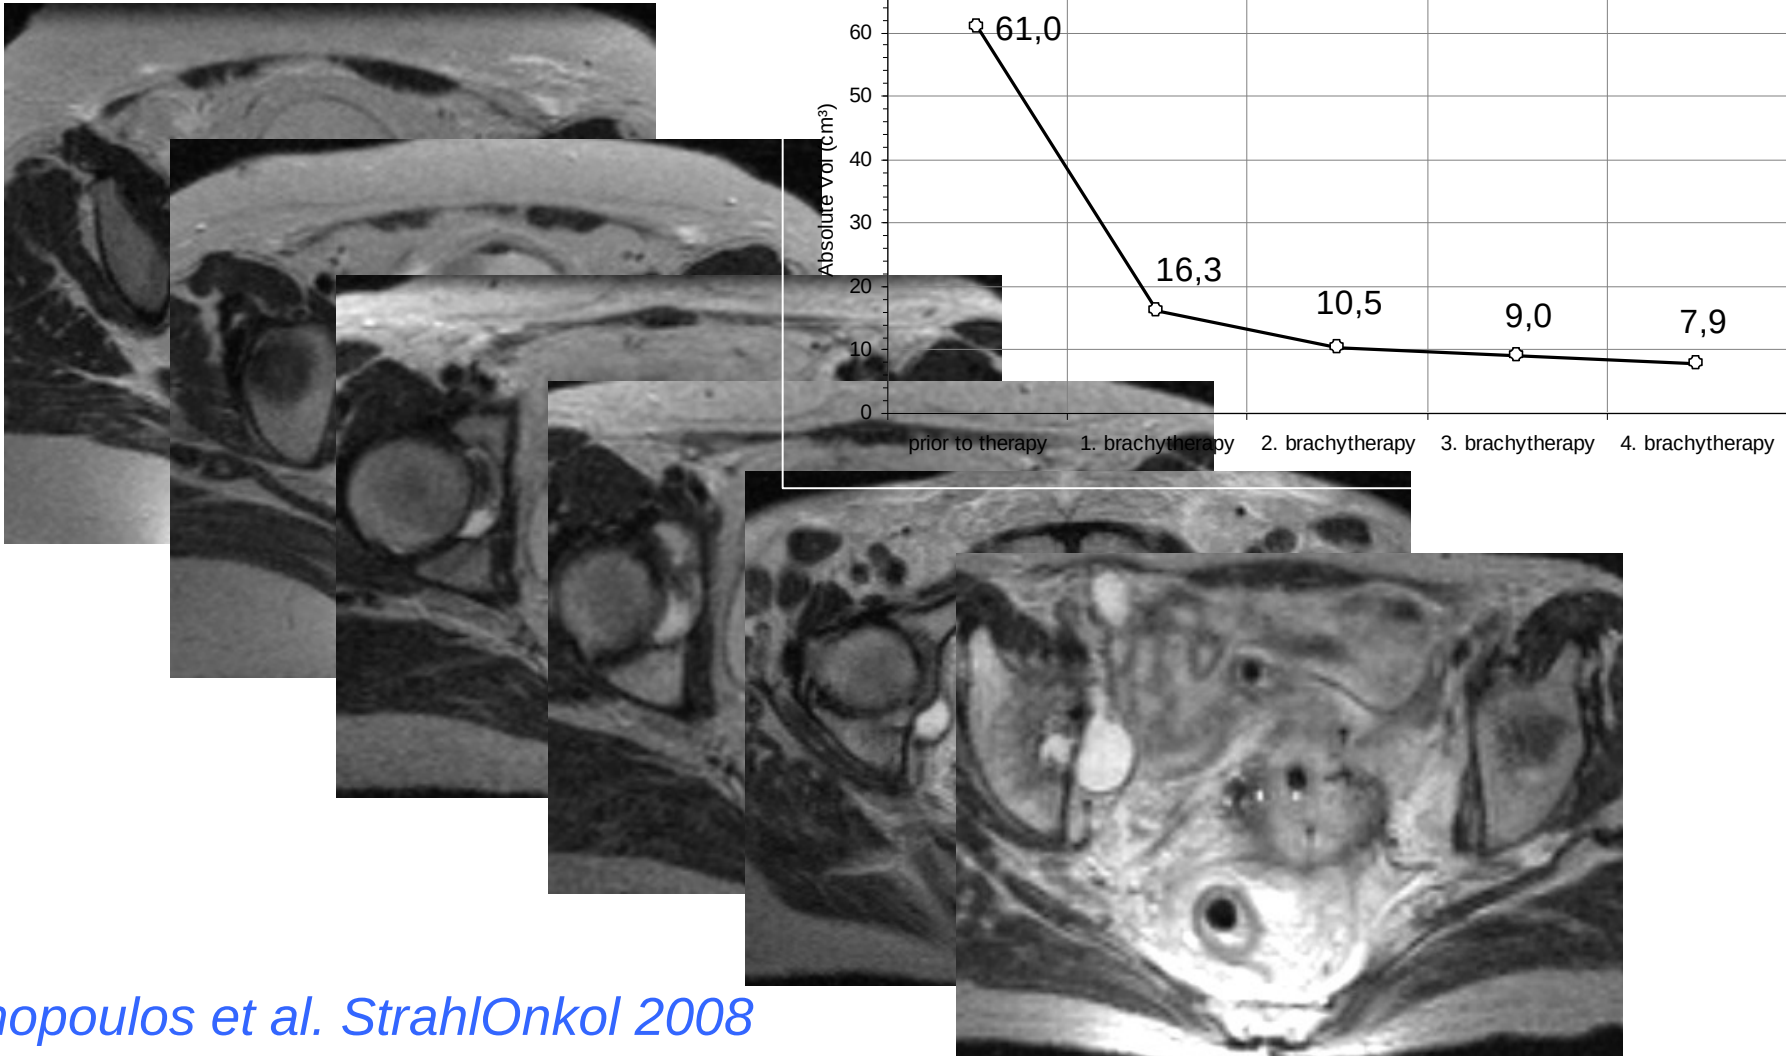 60
61,0
50
40
30
20
10
0
Absolute Vol (cm³)
16,3
10,5
9,0
7,9
prior to therapy
1. brachytherapy
2. brachytherapy
3. brachytherapy
4. brachytherapy
nopoulos et al. StrahlOnkol 2008